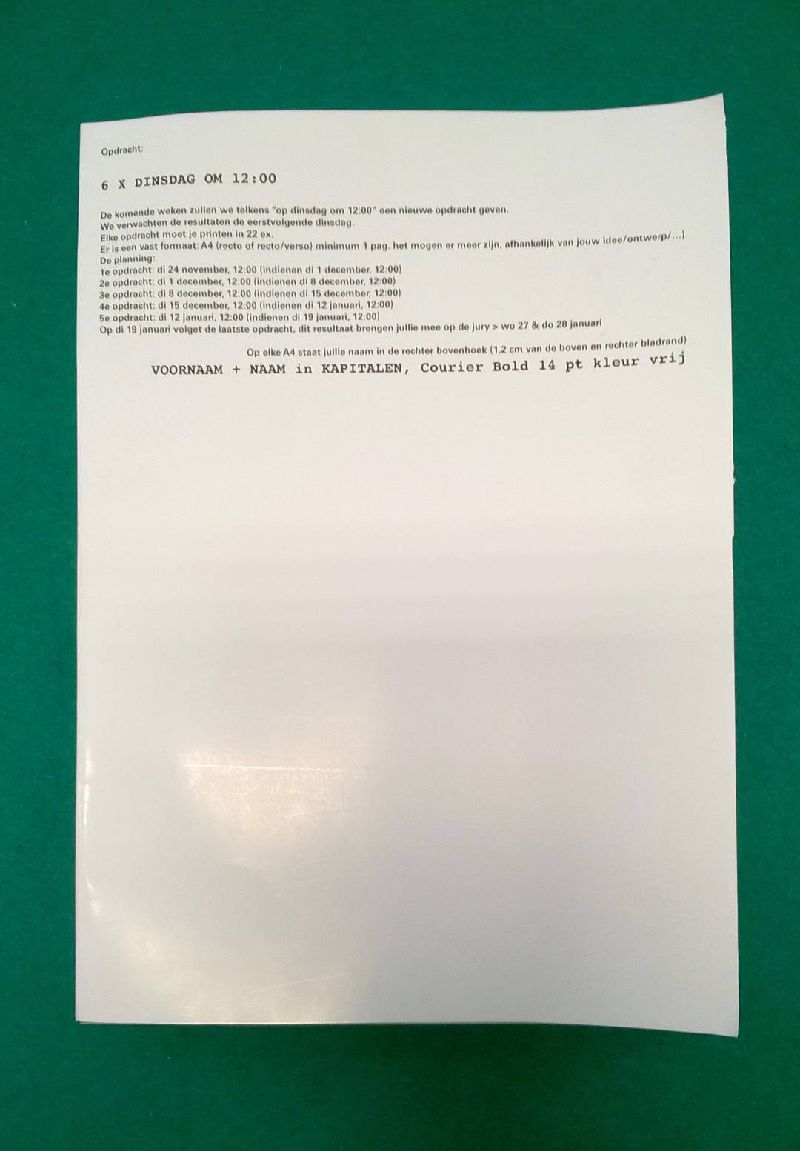 Opdracht:
6 X DINSDAG OM 12:00
De komende weken zullen we telkens "op dinsdag om 12:00" een nieuwe opdracht geven.
We verwachten de resultaten de eerstvolgende dinsdag.
Elke opdracht moet je printen in 22 ex.
Er is een vast formaat: A4 (recto of recto/verso) minimum 1 pag. het mogen er meer zijn, afhankelijk van jouw idee/ontwerp/...)
De planning:
1e opdracht: di 24 november, 12:00 (indienen di 1 december, 12:00)
2e opdracht: di 1 december, 12:00 (indienen di 8 december, 12:00)
3e opdracht: di 8 december, 12:00 (indienen di 15 december, 12:00)
4e opdracht: di 15 december, 12:00 (indienen di 12 januari, 12:00)
5e opdracht: di 12 januari, 12:00 (indienen di 19 januari, 12:00)
Op di 19 januari volget de laatste opdracht, dit resultaat brengen jullie mee op de jury > wo 27 & do 28 januari
Op elke A4 staat jullie naam in de rechter bovenhoek (1,2 cm van de boven en rechter bladrand)
VOORNAAM + NAAM in KAPITALEN, Courier Bold 14 pt kleur vrij